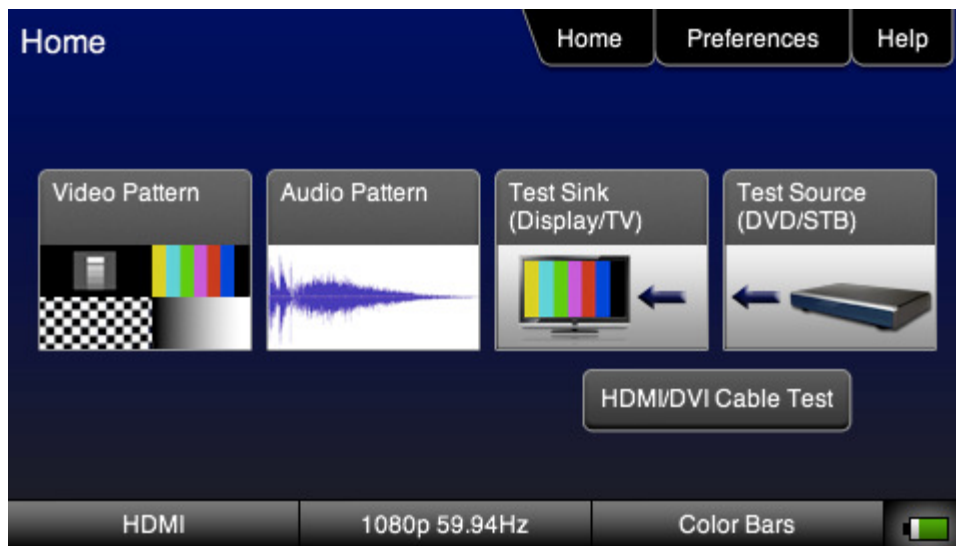 Home
Home
Preferences
Help
Video Pattern
Audio Pattern
Test Sink
(Display/TV)
Test Source
(DVD/STB)
HDMI/DVI Cable Test
HDMI
1080p 59.94Hz
Color Bars